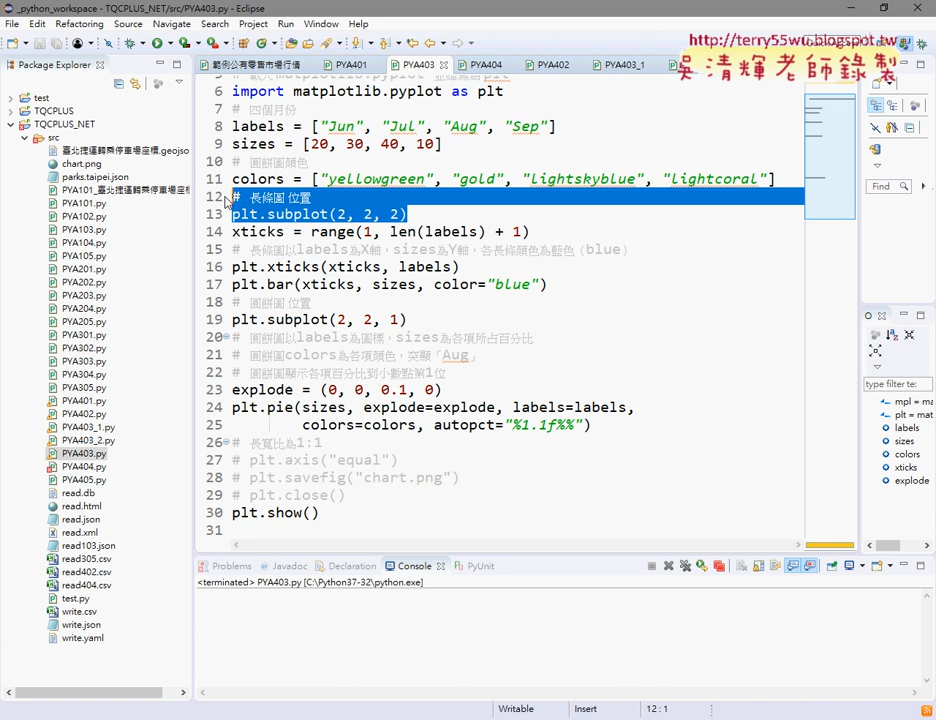 _python_workspace - TQCPLUS_NET/src/PYA403.py - Eclipse
File Edit Refactoring Source Navigate Search Project Run Window Help
http://terry55wu.blogspot.tw
吳清輝老師錄製
Package Explorer
範例公有零售市場行情 PYA401 PYA403 PYA404 PYA402 PYA403_1
test
TQCPLUS
TQCPLUS_NET
src
臺北捷運轉乘停車場座標.geojso
chart.png
parks.taipei.json
PYA101_臺北捷運轉乘停車場座標
PYA101.py
PYA102.py
PYA103.py
PYA104.py
PYA105.py
PYA201.py
PYA202.py
PYA203.py
PYA204.py
PYA205.py
PYA301.py
PYA302.py
PYA303.py
PYA304.py
PYA305.py
PYA401.py
PYA402.py
PYA403_1.py
PYA403_2.py
PYA403.py
PYA404.py
PYA405.py
read.db
read.html
read.json
read.xml
read103.json
read305.csv
read402.csv
read404.csv
test.py
write.csv
write.json
write.yaml
6 import matplotlib.pyplot as plt
7 # 四個月份
8 labels = ["Jun", "Jul", "Aug", "Sep"]
9 sizes = [20, 30, 40, 10]
10 # 圓餅圖顏色
11 colors = ["yellowgreen", "gold", "lightskyblue", "lightcoral"]
12 # 長條圖 位置
13 plt.subplot(2, 2, 2)
14 xticks = range(1, len(labels) + 1)
15 # 長條圖以labels為X軸，sizes為Y軸，各長條顏色為藍色（blue）
16 plt.xticks(xticks, labels)
17 plt.bar(xticks, sizes, color="blue")
18 # 圓餅圖 位置
19 plt.subplot(2, 2, 1)
20 # 圓餅圖以labels為圖標，sizes為各項所占百分比
21 # 圓餅圖colors為各項顏色，突顯「Aug」
22 # 圓餅圖顯示各項百分比到小數點第1位
23 explode = (0, 0, 0.1, 0)
24 plt.pie(sizes, explode=explode, labels=labels,
25 colors=colors, autopct="%1.1f%%")
26 # 長寬比為1:1
27 # plt.axis("equal")
28 # plt.savefig("chart.png")
29 # plt.close()
30 plt.show()
31
Find
type filter te:
mpl = ma
plt = mat
labels
sizes
colors
xticks
explode
Problems Javadoc Declaration Console PyUnit
<terminated> PYA403.py [C:\Python37-32\python.exe]
Writable Insert 12 : 1